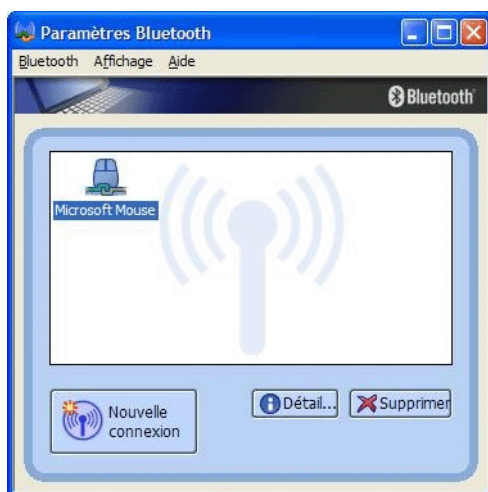 Paramètres Bluetooth
Bluetooth Affichage Aide
Bluetooth
Microsoft Mouse
Nouvelle
connexion
Détail...
Supprimer